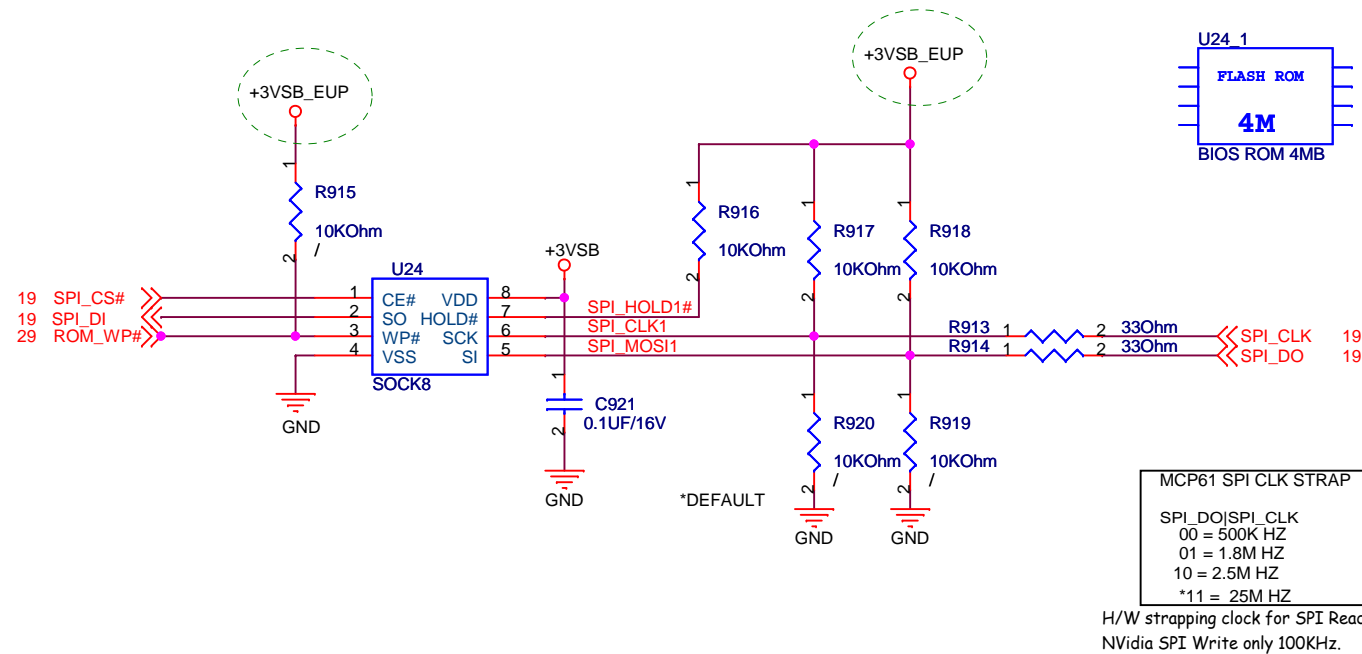 +3VSB_EUP
1
R915
10KOhm
/
2
+3VSB_EUP
U24_1
FLASH ROM
4M
BIOS ROM 4MB
1
R916
10KOhm
2
1
R917
10KOhm
2
1
R918
10KOhm
2
+3VSB
U24
19 SPI_CS# 1 CE# VDD 8
19 SPI_DI 2 SO HOLD# 7 SPI_HOLD1#
29 ROM_WP# 3 WP# SCK 6 SPI_CLK1 R913 1 2 33Ohm SPI_CLK 19
4 VSS SI 5 SPI_MOSI1 R914 1 2 33Ohm SPI_DO 19
SOCK8
GND
1
C921
0.1UF/16V
2
GND
1
R920
10KOhm
/
2
GND
1
R919
10KOhm
/
2
GND
*DEFAULT
MCP61 SPI CLK STRAP
SPI_DO|SPI_CLK
00 = 500K HZ
01 = 1.8M HZ
10 = 2.5M HZ
*11 = 25M HZ
H/W strapping clock for SPI Read
NVidia SPI Write only 100KHz.